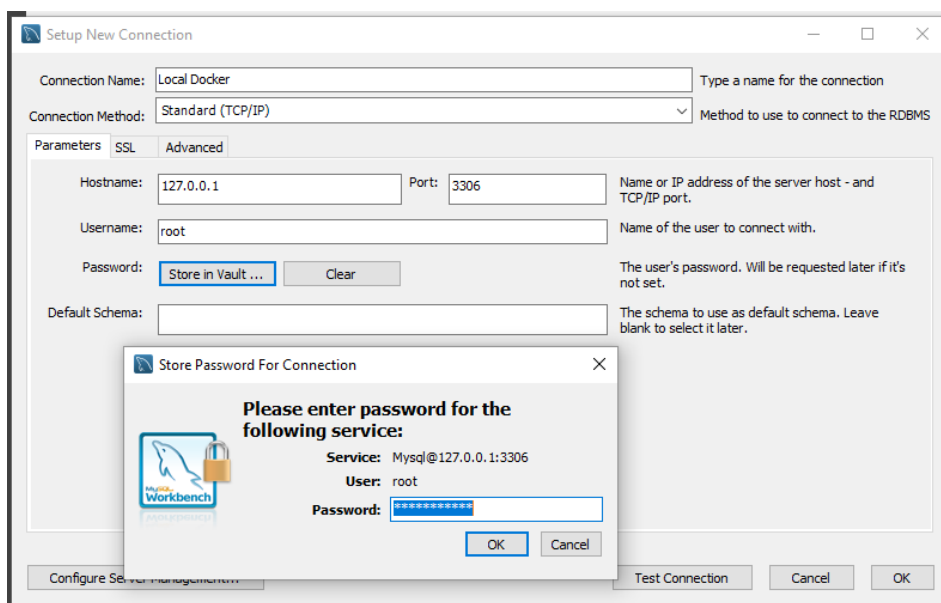 Setup New Connection
Connection Name: Local Docker Type a name for the connection
Connection Method: Standard (TCP/IP) Method to use to connect to the RDBMS
Parameters SSL Advanced
Hostname: 127.0.0.1 Port: 3306 Name or IP address of the server host - and
TCP/IP port.
Username: root Name of the user to connect with.
Password: Store in Vault ... Clear The user's password. Will be requested later if it's
not set.
Default Schema: The schema to use as default schema. Leave
blank to select it later.
Store Password For Connection
Please enter password for the
following service:
Service: Mysql@127.0.0.1:3306
User: root
MySQL
Workbench
Password: ***********
OK Cancel
Configure Server Management... Test Connection Cancel OK